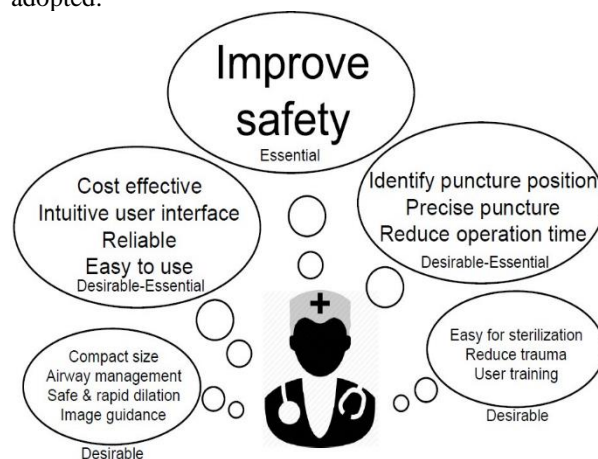 adopted.
Improve
safety
Essential
Cost effective
Intuitive user interface
Reliable
Easy to use
Desirable-Essential
Identify puncture position
Precise puncture
Reduce operation time
Desirable-Essential
Compact size
Airway management
Safe & rapid dilation
Image guidance
Desirable
Easy for sterilization
Reduce trauma
User training
Desirable